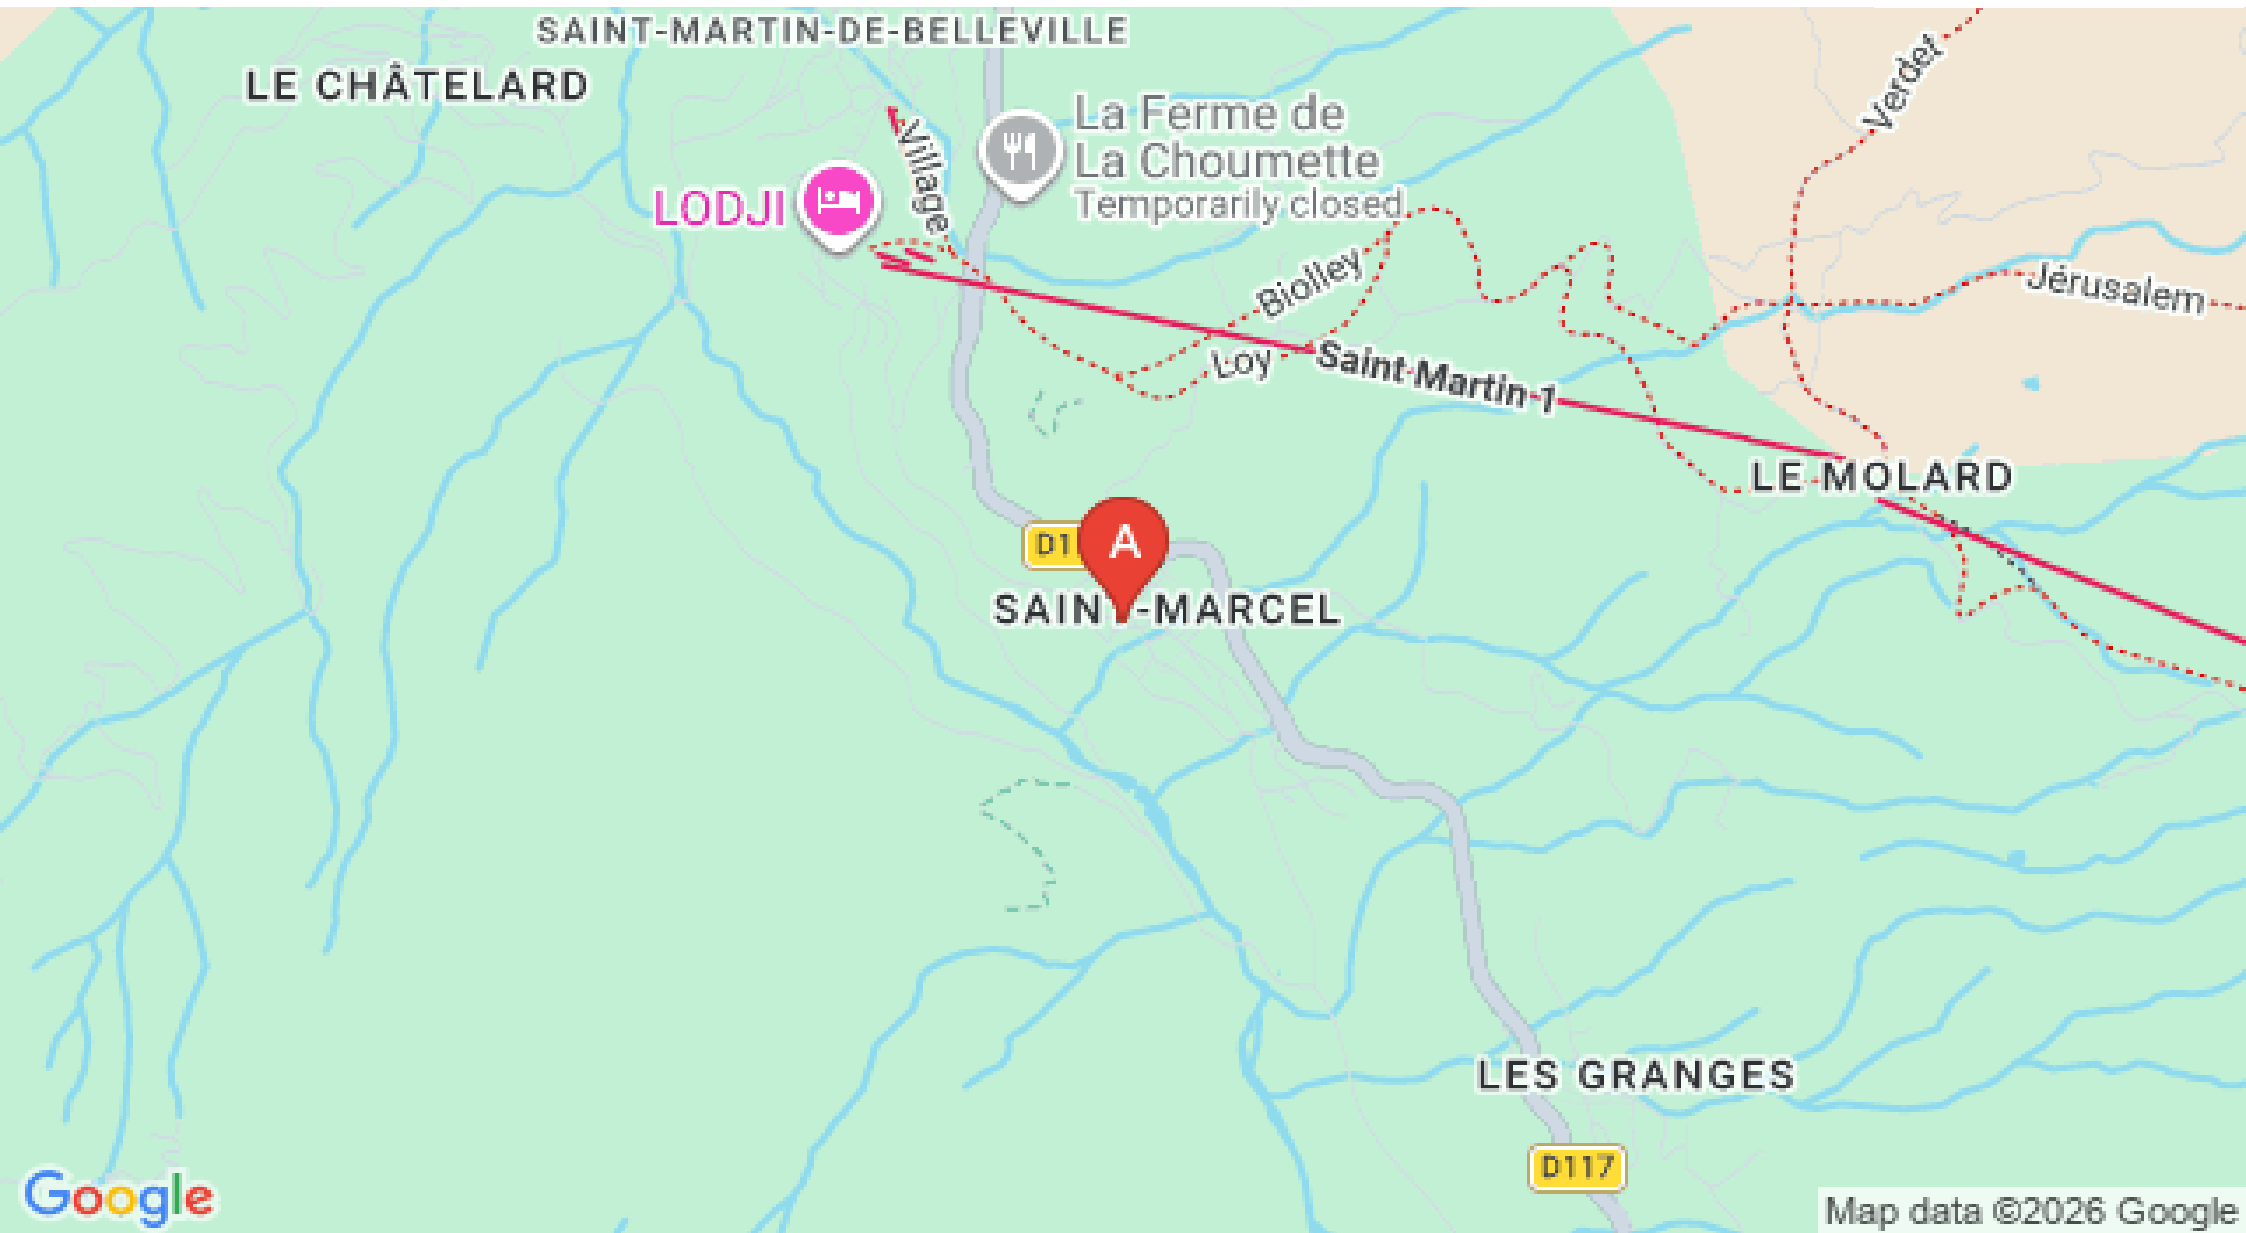 SAINT-MARTIN-DE-BELLEVILLE
LE CHÂTELARD
Verdet
La Ferme de
La Choumette
Temporarily closed
Village
LODJI
Biolley
Jérusalem
Loy
Saint Martin 1
LE MOLARD
D1
A
SAINT-MARCEL
LES GRANGES
D117
Google
Map data ©2026 Google